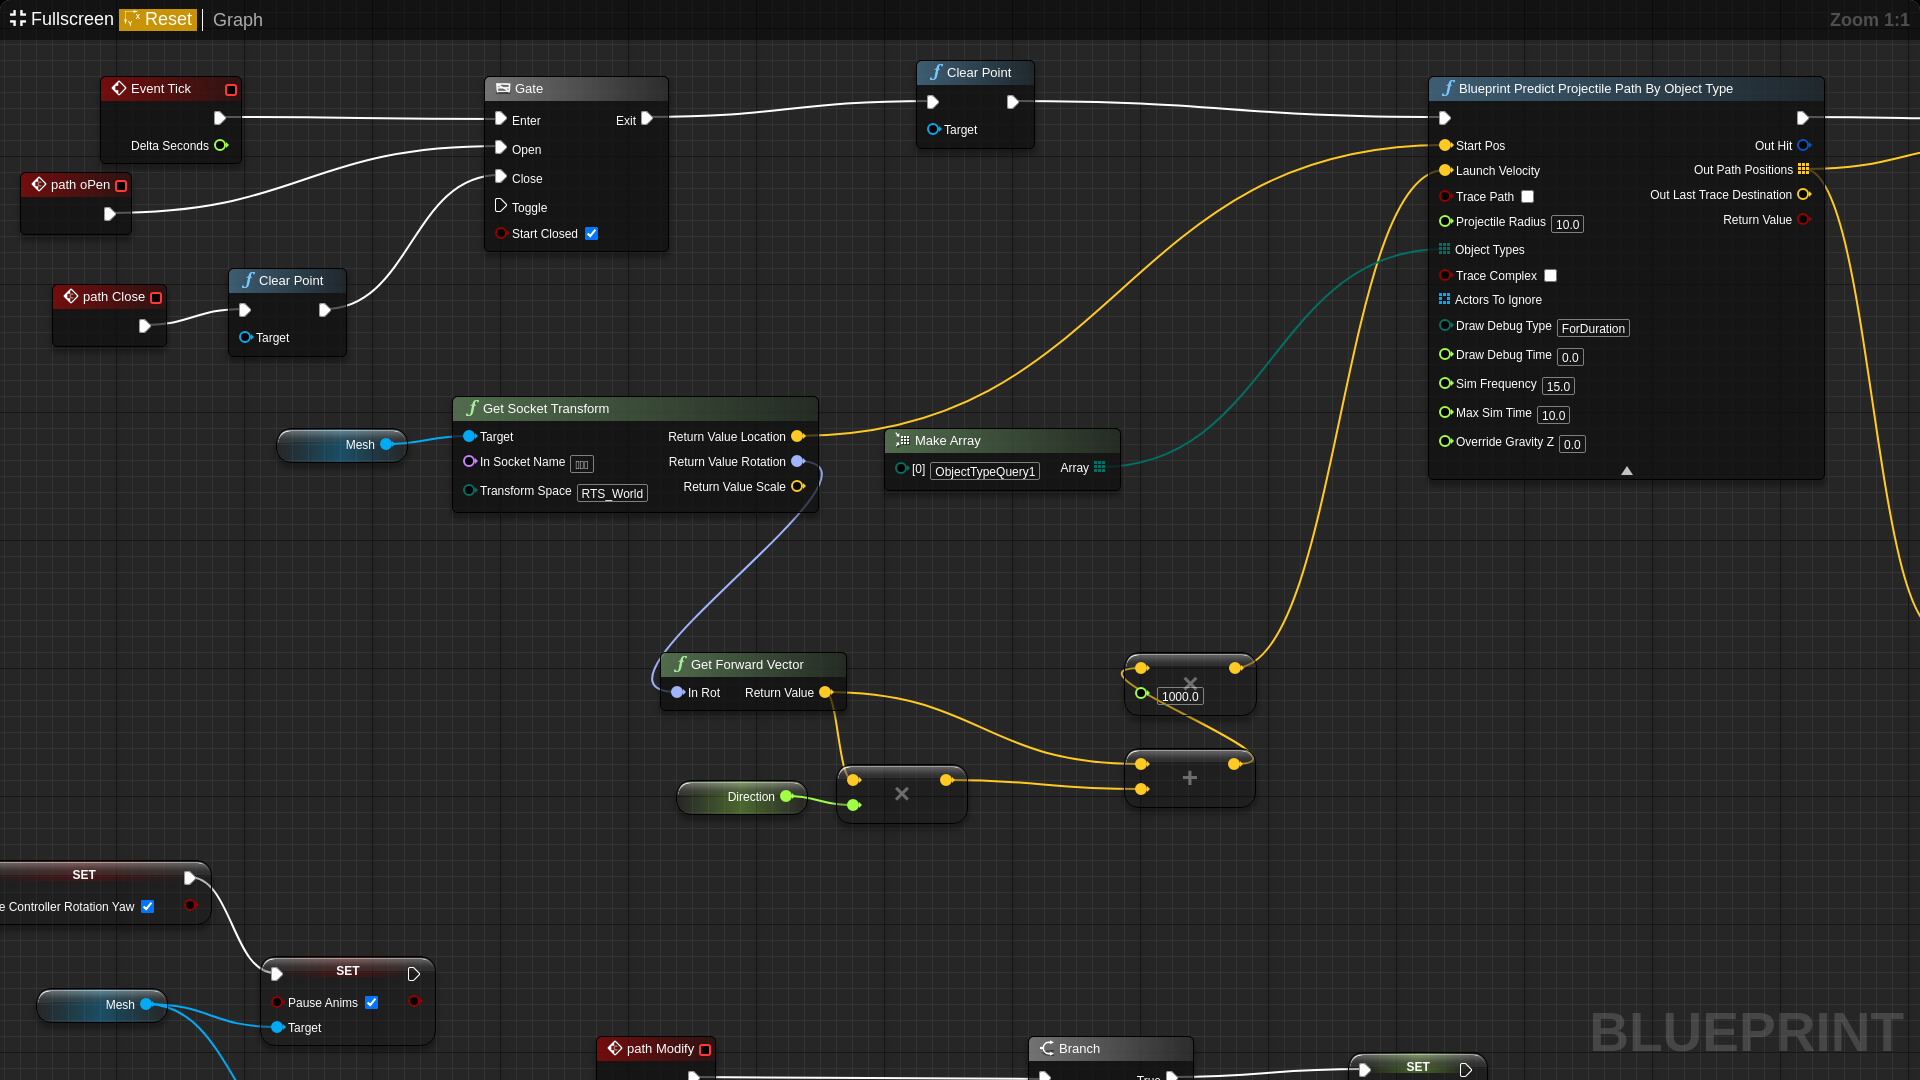 Fullscreen Reset Graph Zoom 1:1
Event Tick
Delta Seconds
path oPen
path Close
Clear Point
Target
Gate
Enter Exit
Open
Close
Toggle
Start Closed
Clear Point
Target
Blueprint Predict Projectile Path By Object Type
Start Pos Out Hit
Launch Velocity Out Path Positions
Trace Path Out Last Trace Destination
Projectile Radius 10.0 Return Value
Object Types
Trace Complex
Actors To Ignore
Draw Debug Type ForDuration
Draw Debug Time 0.0
Sim Frequency 15.0
Max Sim Time 10.0
Override Gravity Z 0.0
Mesh
Get Socket Transform
Target Return Value Location
In Socket Name Return Value Rotation
Return Value Scale
Transform Space RTS_World
Make Array
[0] ObjectTypeQuery1 Array
Get Forward Vector
In Rot Return Value
1000.0
Direction
SET
e Controller Rotation Yaw
SET
Pause Anims
Target
Mesh
path Modify
Branch
True
SET
BLUEPRINT